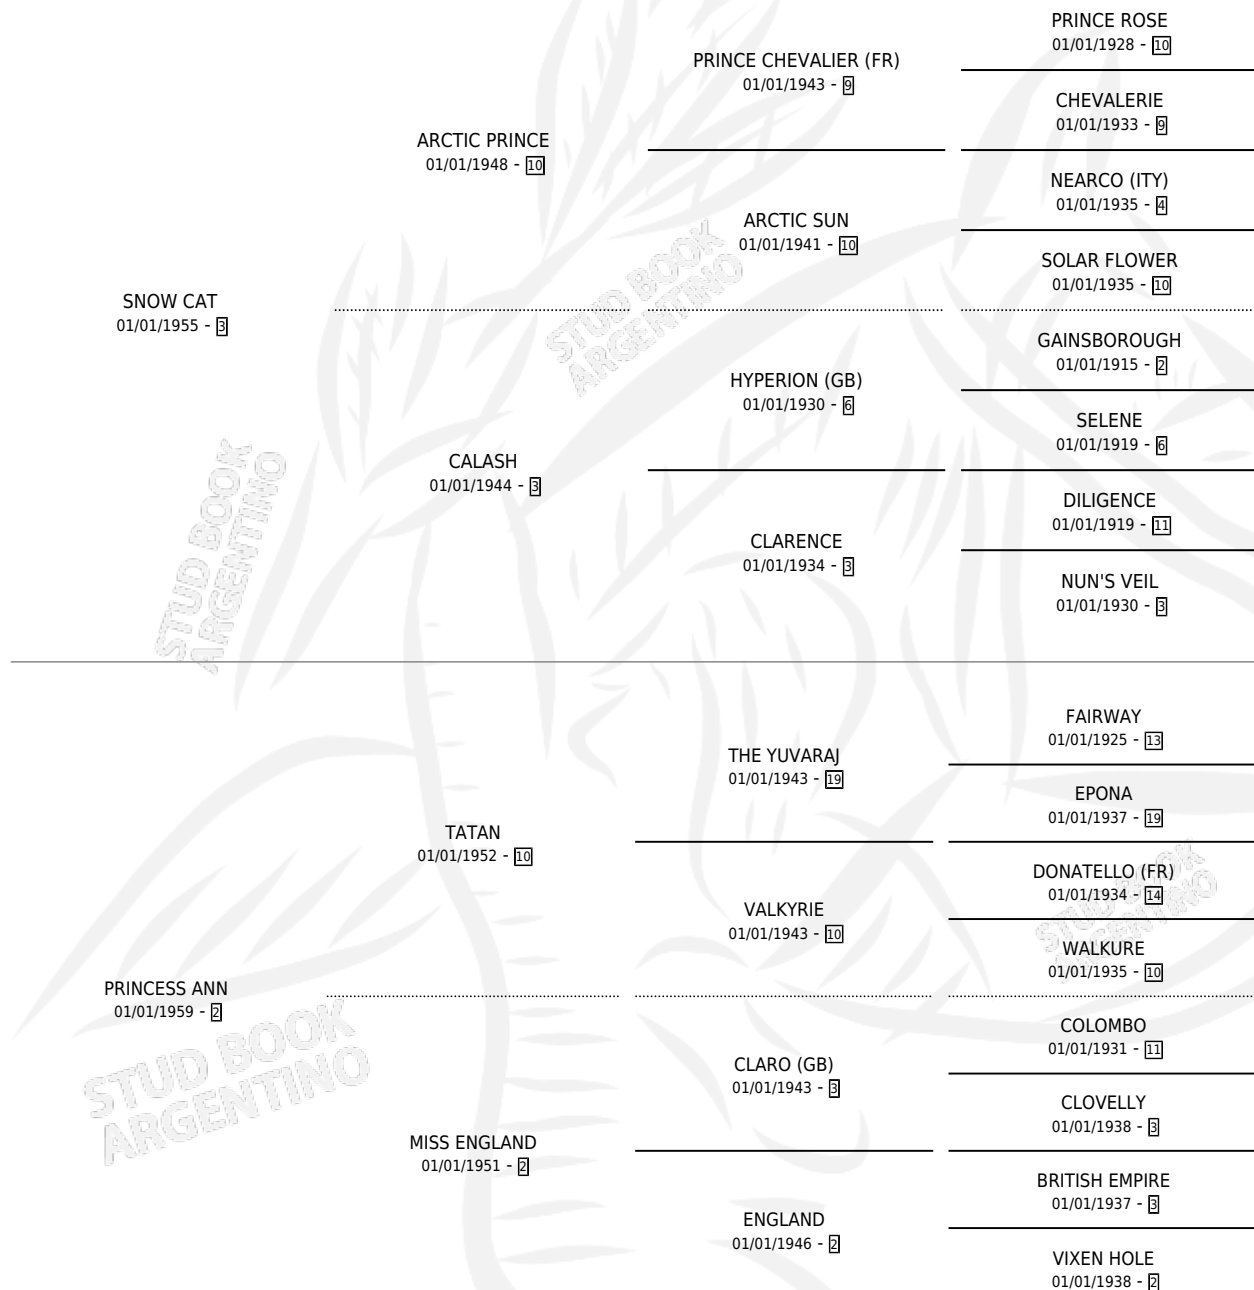 PRINCE ROSE
01/01/1928 - 10
PRINCE CHEVALIER (FR)
01/01/1943 - 9
CHEVALERIE
01/01/1933 - 9
ARCTIC PRINCE
01/01/1948 - 10
NEARCO (ITY)
01/01/1935 - 4
ARCTIC SUN
01/01/1941 - 10
SOLAR FLOWER
01/01/1935 - 10
SNOW CAT
01/01/1955 - 3
STUD BOOK
ARGENTINO
GAINSBOROUGH
01/01/1915 - 2
HYPERION (GB)
01/01/1930 - 6
SELENE
01/01/1919 - 6
CALASH
01/01/1944 - 3
DILIGENCE
01/01/1919 - 11
CLARENCE
01/01/1934 - 3
NUN'S VEIL
01/01/1930 - 3
STUD BOOK
ARGENTINO
FAIRWAY
01/01/1925 - 13
THE YUVARAJ
01/01/1943 - 19
EPONA
01/01/1937 - 19
TATAN
01/01/1952 - 10
DONATELLO (FR)
01/01/1934 - 14
VALKYRIE
01/01/1943 - 10
WALKURE
01/01/1935 - 10
STUD BOOK
ARGENTINO
PRINCESS ANN
01/01/1959 - 2
STUD BOOK
ARGENTINO
COLOMBO
01/01/1931 - 11
CLARO (GB)
01/01/1943 - 3
CLOVELLY
01/01/1938 - 3
MISS ENGLAND
01/01/1951 - 2
BRITISH EMPIRE
01/01/1937 - 3
ENGLAND
01/01/1946 - 2
VIXEN HOLE
01/01/1938 - 2